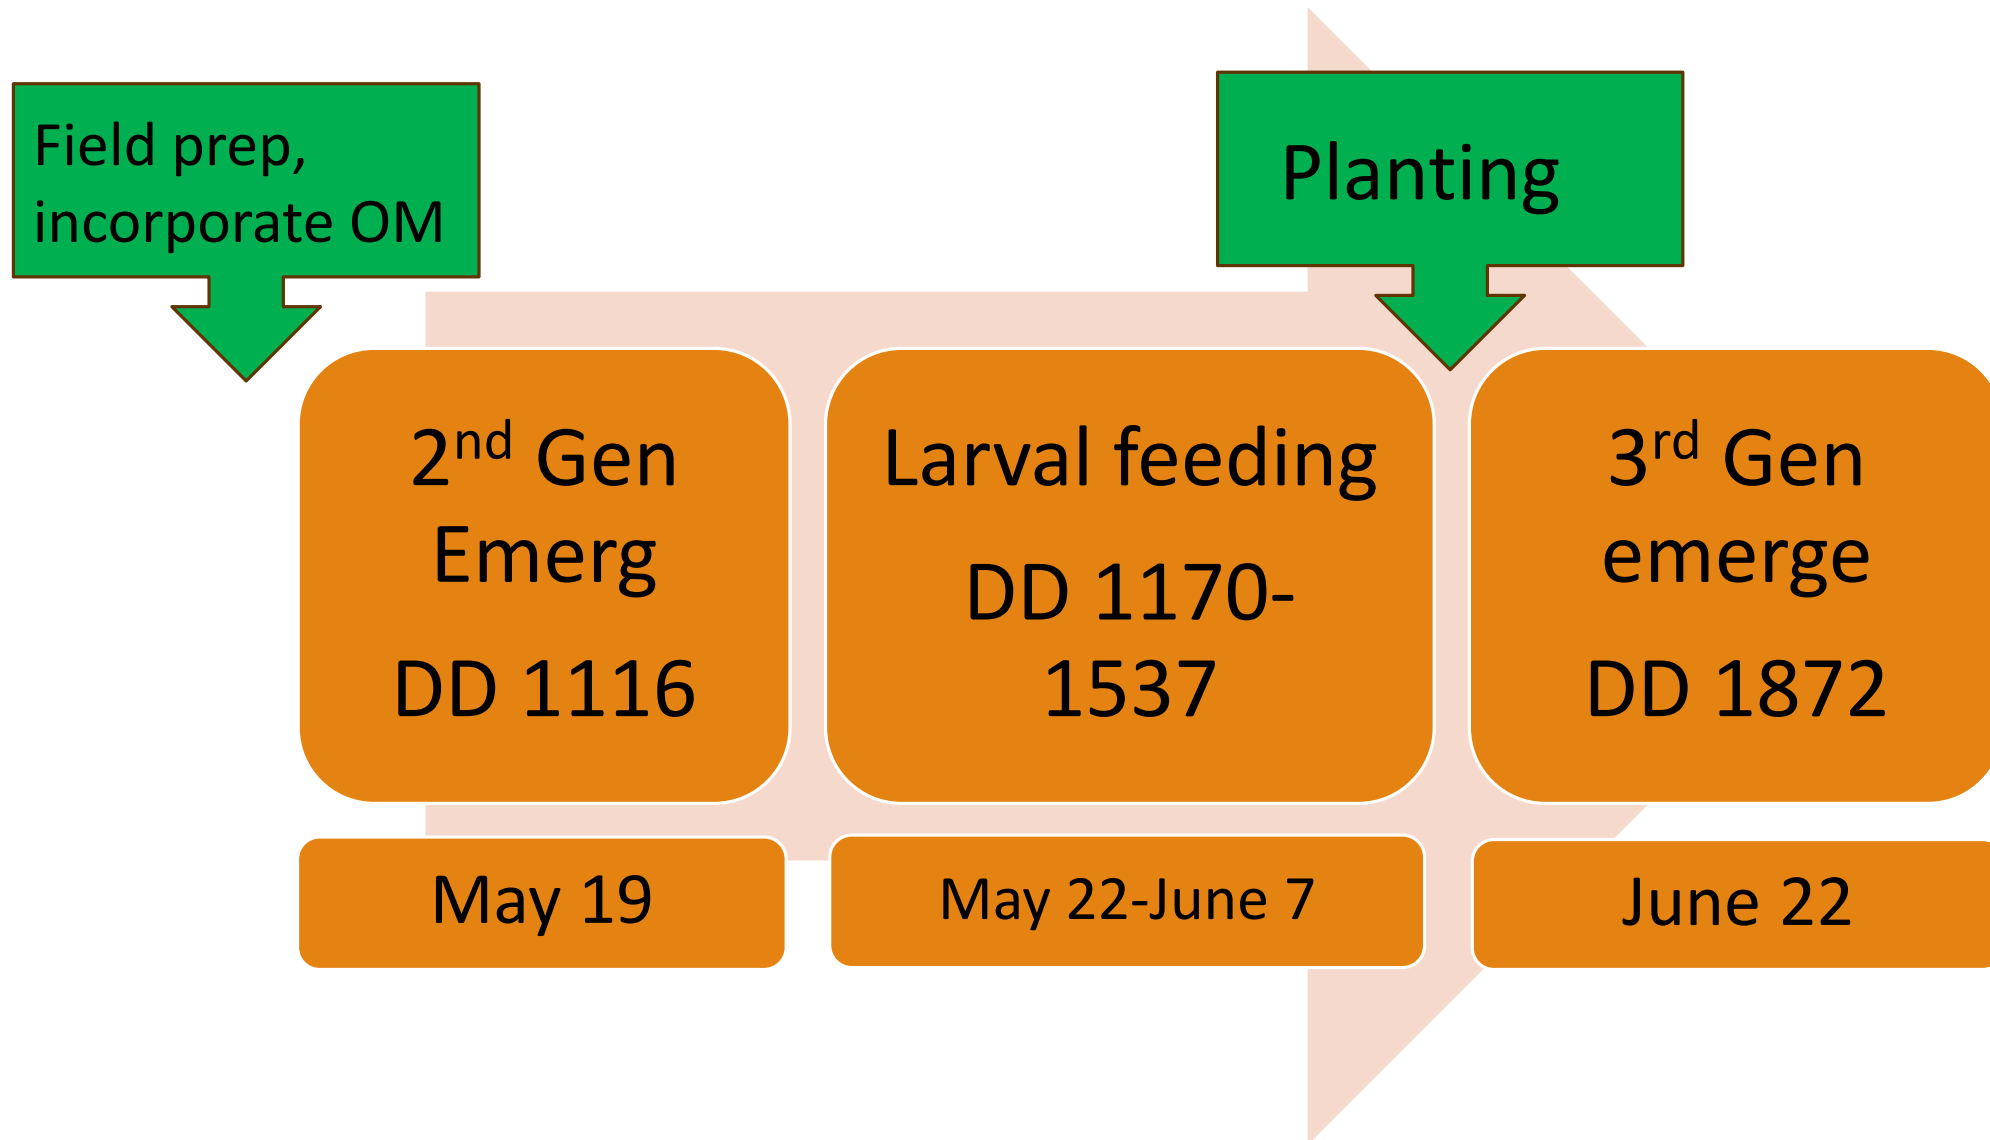 Field prep,
incorporate OM
Planting
2nd Gen
Emerg
DD 1116
Larval feeding
DD 1170-
1537
3rd Gen
emerge
DD 1872
May 19
May 22-June 7
June 22